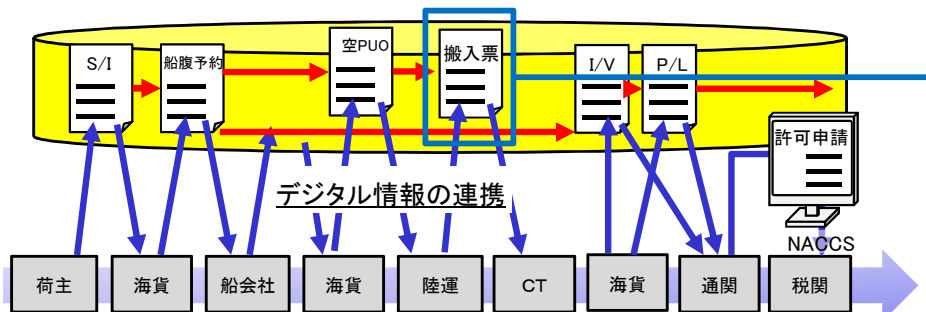 S/I
船腹予約
空PUO
搬入票
I/V
P/L
許可申請
デジタル情報の連携
NACCS
荷主
海貨
船会社
海貨
陸運
CT
海貨
通関
税関